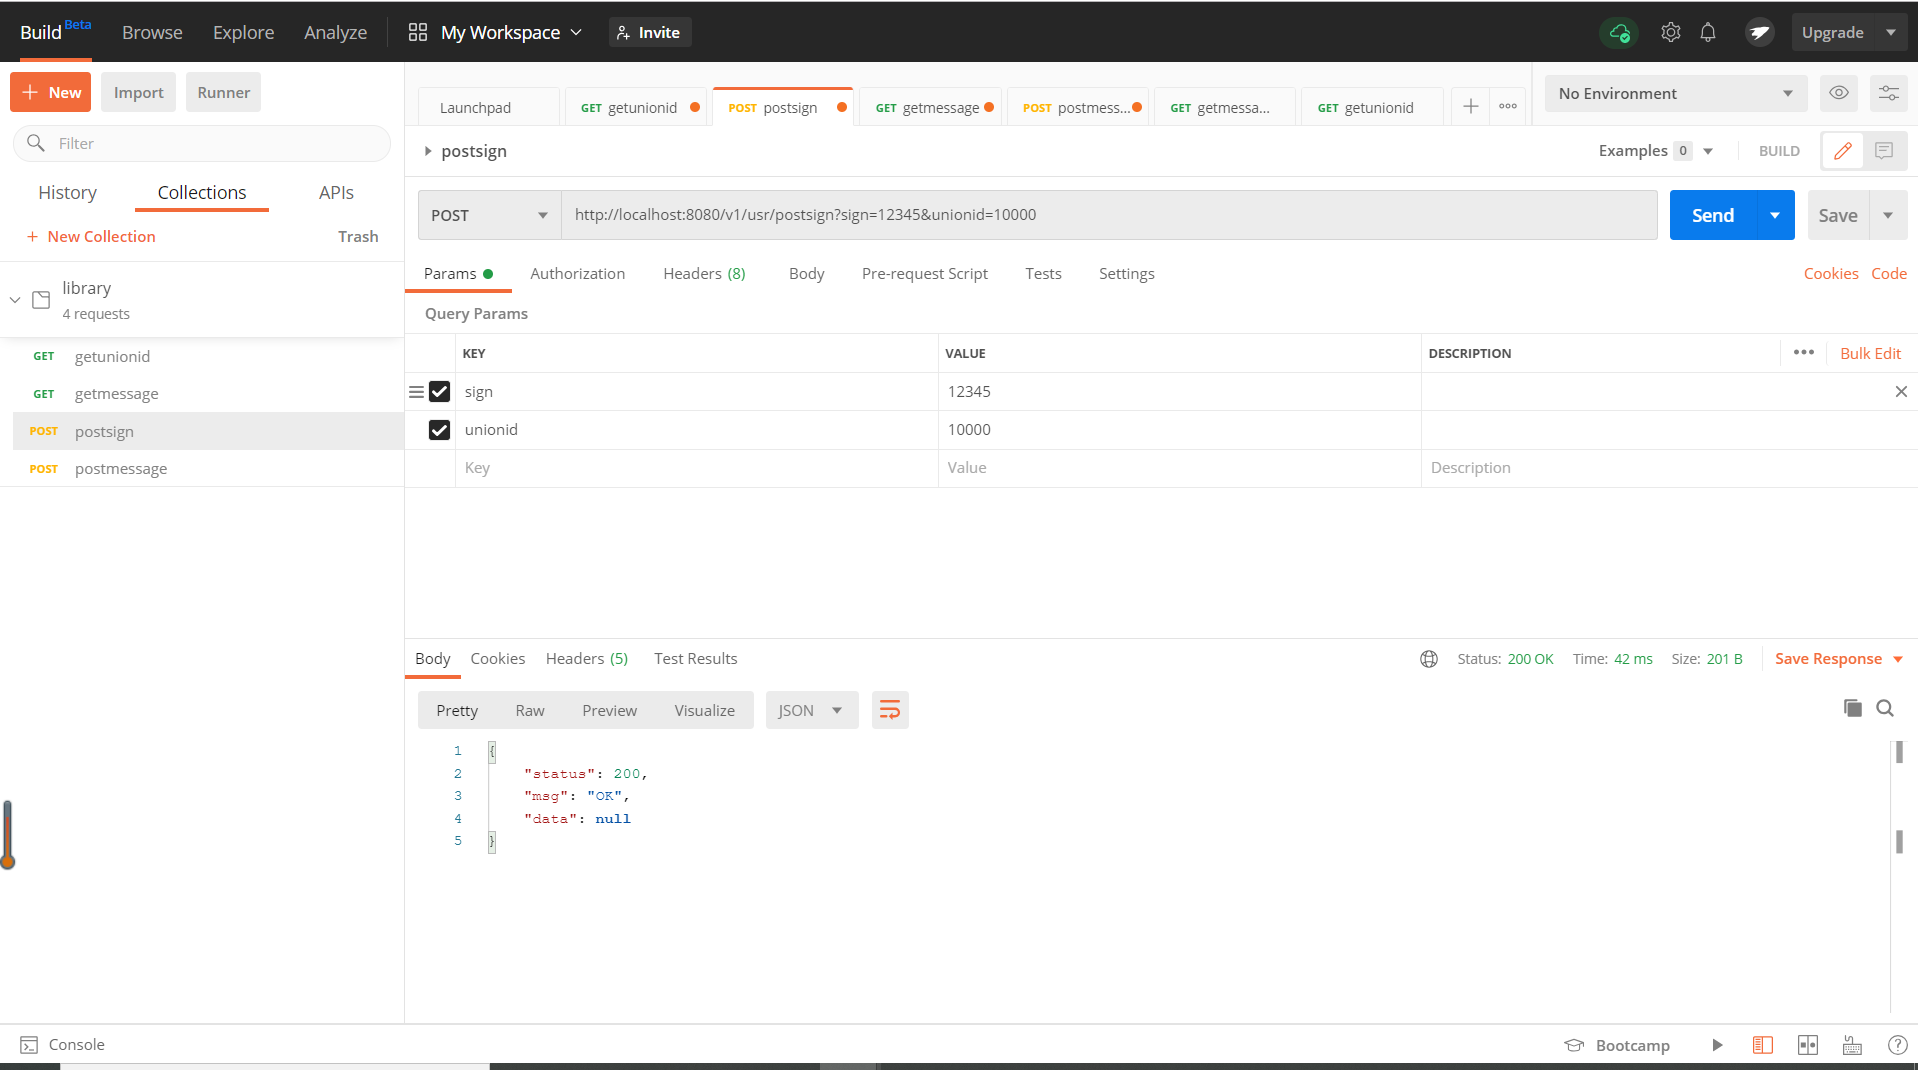 Build Beta Browse Explore Analyze My Workspace Invite Upgrade
New Import Runner
Launchpad GET getunionid POST postsign GET getmessage POST postmess... GET getmessa... GET getunionid
No Environment
Filter
postsign Examples 0 BUILD
History Collections APIs
POST http://localhost:8080/v1/usr/postsign?sign=12345&unionid=10000 Send Save
+ New Collection Trash
library
4 requests
GET getunionid
GET getmessage
POST postsign
POST postmessage
Params Authorization Headers (8) Body Pre-request Script Tests Settings Cookies Code
Query Params
KEY VALUE DESCRIPTION ••• Bulk Edit
sign 12345
unionid 10000
Key Value Description
Body Cookies Headers (5) Test Results Status: 200 OK Time: 42 ms Size: 201 B Save Response
Pretty Raw Preview Visualize JSON
1 {
2 "status": 200,
3 "msg": "OK",
4 "data": null
5 }
Console Bootcamp